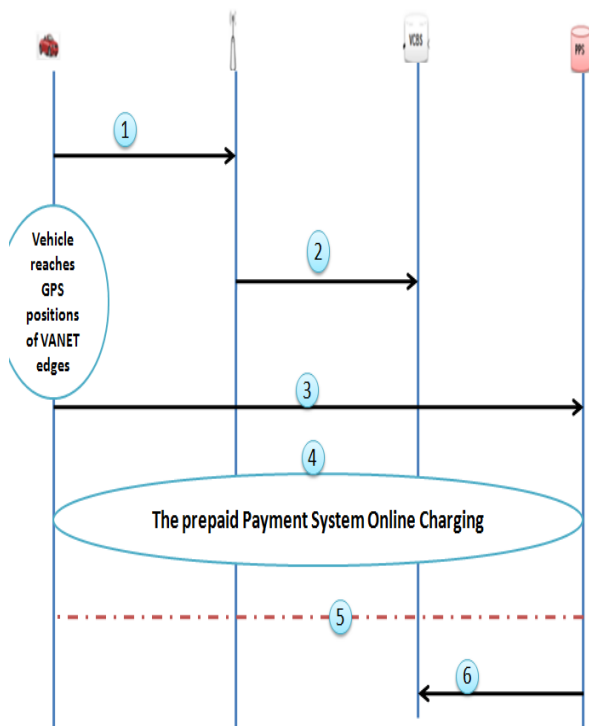 VCBS
PPS
1
Vehicle
reaches
GPS
positions
of VANET
edges
2
3
4
The prepaid Payment System Online Charging
5
6